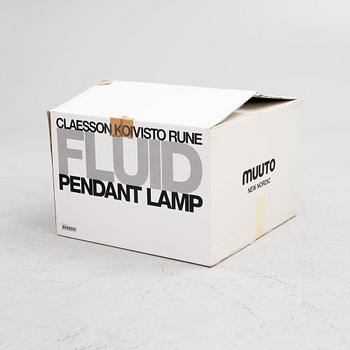 CLAESSON KOIVISTO RUNE
FLUID
PENDANT LAMP
muuto
NEW NORDIC